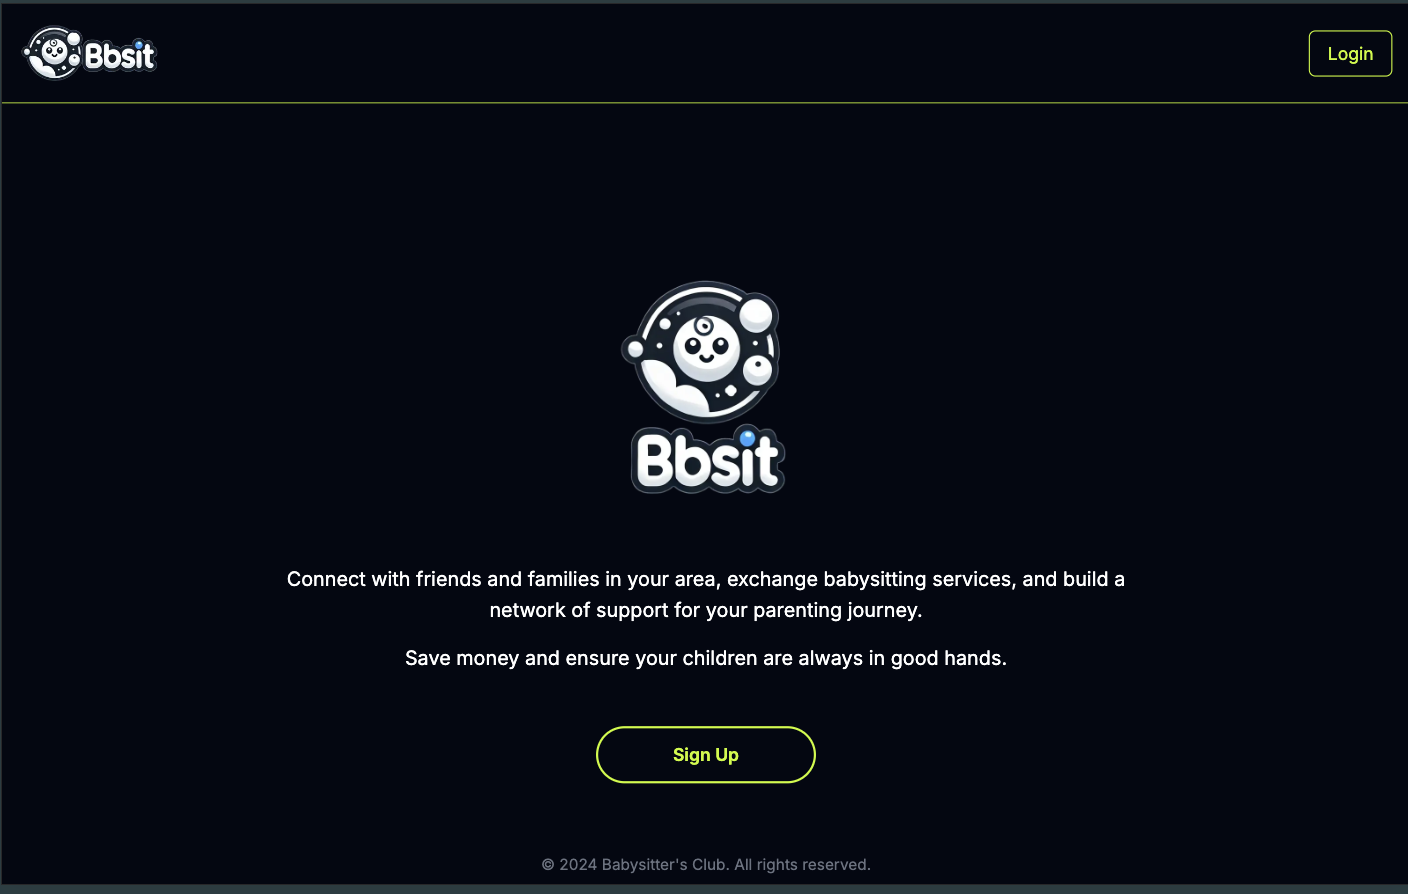 Bbsit
Login
Bbsit
Connect with friends and families in your area, exchange babysitting services, and build a
network of support for your parenting journey.
Save money and ensure your children are always in good hands.
Sign Up
© 2024 Babysitter's Club. All rights reserved.